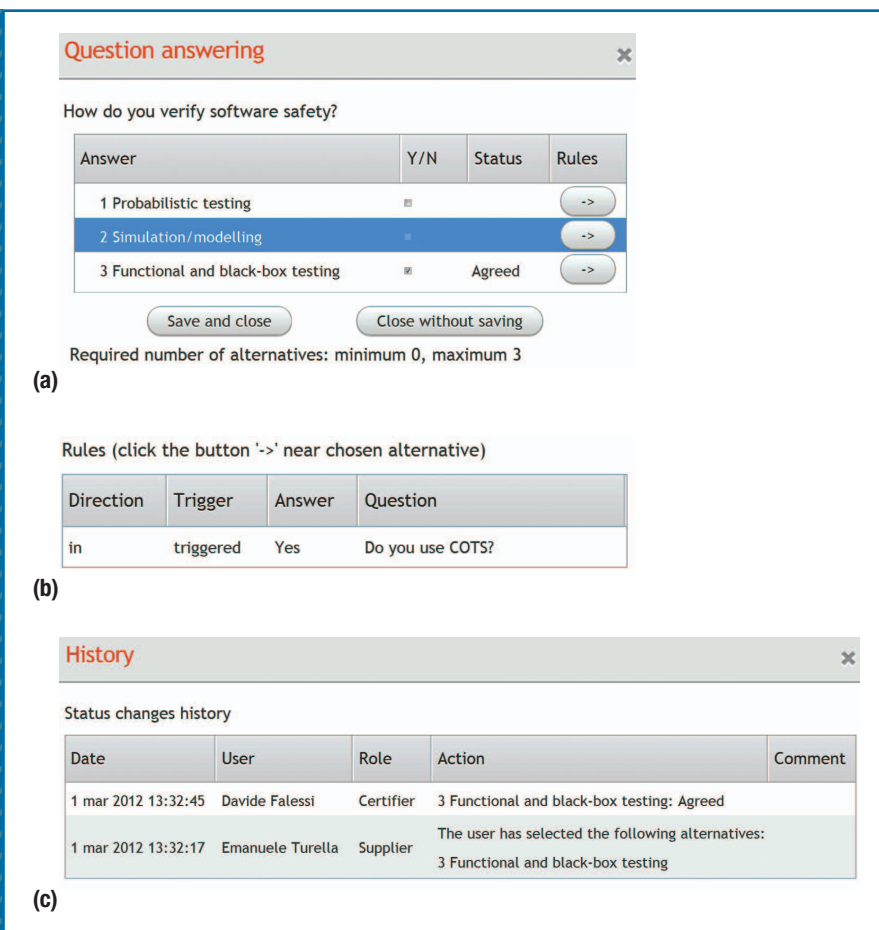 Question answering
How do you verify software safety?
Answer Y/N Status Rules
1 Probabilistic testing ->
2 Simulation/modelling ->
3 Functional and black-box testing Agreed ->
Save and close Close without saving
Required number of alternatives: minimum 0, maximum 3
(a)
Rules (click the button '->' near chosen alternative)
Direction Trigger Answer Question
in triggered Yes Do you use COTS?
(b)
History
Status changes history
Date User Role Action Comment
1 mar 2012 13:32:45 Davide Falessi Certifier 3 Functional and black-box testing: Agreed
1 mar 2012 13:32:17 Emanuele Turella Supplier The user has selected the following alternatives:
3 Functional and black-box testing
(c)